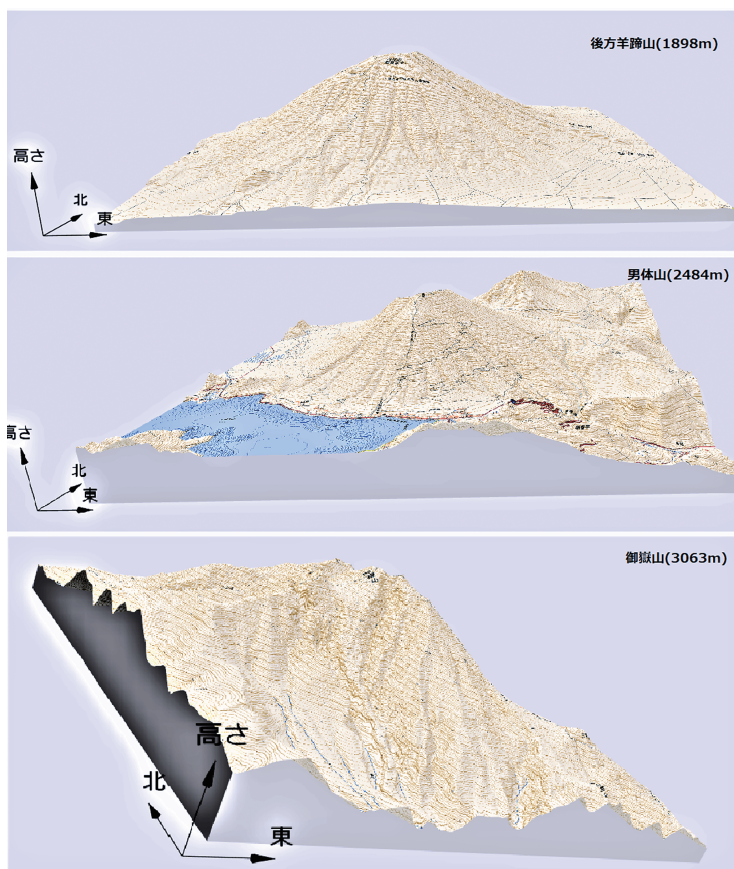 後方羊蹄山(1898m)
高さ
北
東
男体山(2484m)
高さ
北
東
御嶽山(3063m)
高さ
北
東